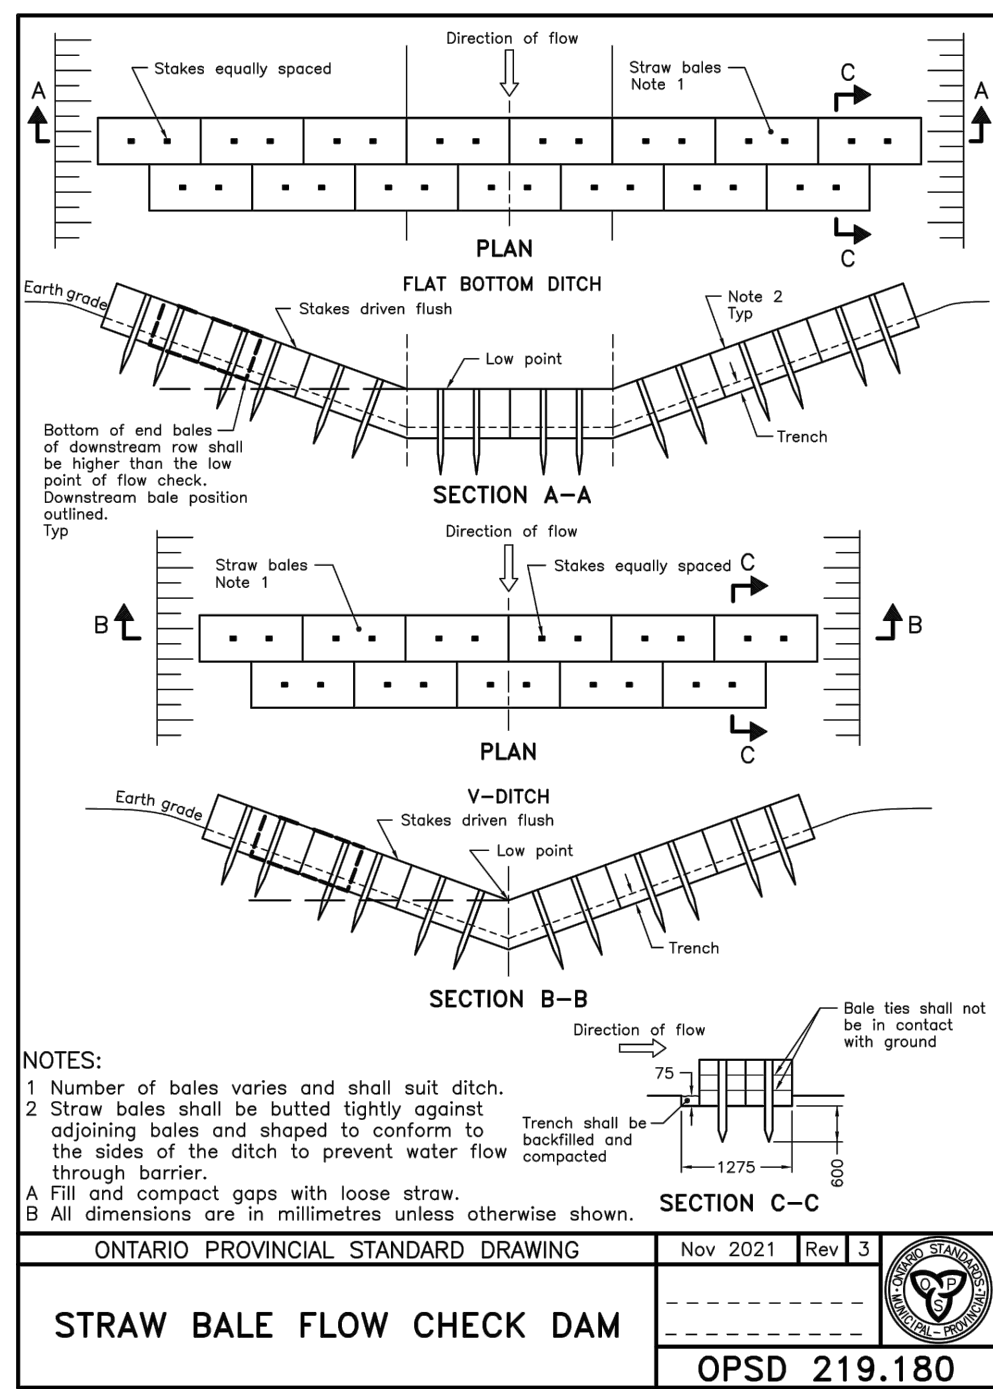 Direction of flow
Stakes equally spaced
Straw bales
Note 1
C
A
A
C
PLAN
FLAT BOTTOM DITCH
Earth grade
Stakes driven flush
Note 2
Typ
Low point
Trench
Bottom of end bales
of downstream row shall
be higher than the low
point of flow check.
Downstream bale position
outlined.
Typ
SECTION A-A
Direction of flow
Straw bales
Note 1
Stakes equally spaced
C
B
B
C
PLAN
V-DITCH
Earth grade
Stakes driven flush
Low point
Trench
SECTION B-B
Direction of flow
Bale ties shall not
be in contact
with ground
75
Trench shall be
backfilled and
compacted
1275
600
SECTION C-C
NOTES:
1 Number of bales varies and shall suit ditch.
2 Straw bales shall be butted tightly against
adjoining bales and shaped to conform to
the sides of the ditch to prevent water flow
through barrier.
A Fill and compact gaps with loose straw.
B All dimensions are in millimetres unless otherwise shown.
ONTARIO PROVINCIAL STANDARD DRAWING
Nov 2021
Rev
3
STRAW BALE FLOW CHECK DAM
OPSD 219.180
ONTARIO STANDARDS
MUNICIPAL-PROVINCIAL
O P
S